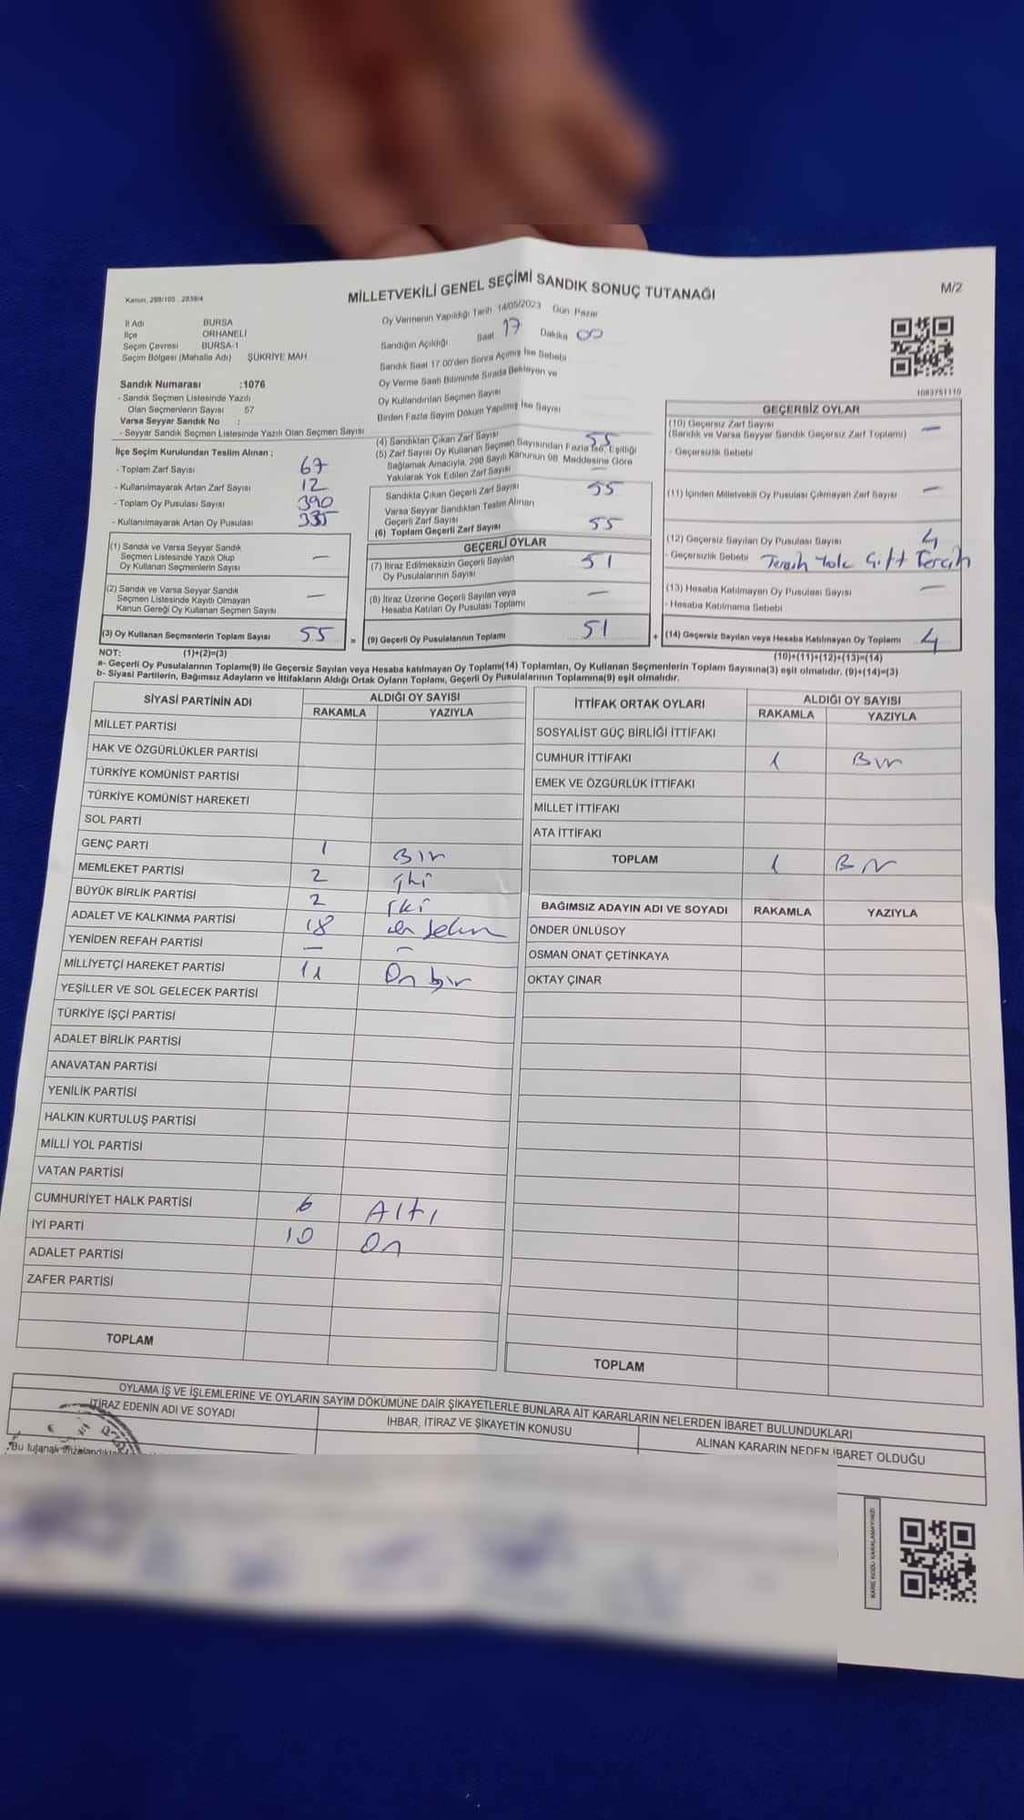 Kanun, 298/105 , 2839/4
MİLLETVEKİLİ GENEL SEÇİMİ SANDIK SONUÇ TUTANAĞI
M/2
İl Adı BURSA
İlçe ORHANELİ
Seçim Çevresi BURSA-1
Seçim Bölgesi (Mahalle Adı) ŞÜKRİYE MAH
Sandık Numarası :1076
- Sandık Seçmen Listesinde Yazılı
Olan Seçmenlerin Sayısı 57
Varsa Seyyar Sandık No :
- Seyyar Sandık Seçmen Listesinde Yazılı Olan Seçmen Sayısı
Oy Vermenin Yapıldığı Tarih 14/05/2023 Gün Pazar
Sandığın Açıldığı Saat 17 Dakika 00
Sandık Saat 17.00'den Sonra Açılmış İse Sebebi
Oy Verme Saati Bitiminde Sırada Bekleyen ve
Oy Kullandırılan Seçmen Sayısı
Birden Fazla Sayım Döküm Yapılmış İse Sayısı
1083751110
İlçe Seçim Kurulundan Teslim Alınan ;
- Toplam Zarf Sayısı 67
- Kullanılmayarak Artan Zarf Sayısı 12
- Toplam Oy Pusulası Sayısı 390
- Kullanılmayarak Artan Oy Pusulası 335
(4) Sandıktan Çıkan Zarf Sayısı 55
(5) Zarf Sayısı Oy Kullanan Seçmen Sayısından Fazla İse, Eşitliği
Sağlamak Amacıyla, 298 Sayılı Kanunun 98. Maddesine Göre
Yakılarak Yok Edilen Zarf Sayısı —
Sandıkta Çıkan Geçerli Zarf Sayısı 55
Varsa Seyyar Sandıktan Teslim Alınan
Geçerli Zarf Sayısı
(6) Toplam Geçerli Zarf Sayısı 55
GEÇERSİZ OYLAR
(10) Geçersiz Zarf Sayısı —
(Sandık ve Varsa Seyyar Sandık Geçersiz Zarf Toplamı)
- Geçersizlik Sebebi
(11) İçinden Milletvekili Oy Pusulası Çıkmayan Zarf Sayısı —
(12) Geçersiz Sayılan Oy Pusulası Sayısı 4
- Geçersizlik Sebebi Tercih Yok Çift Tercih
(13) Hesaba Katılmayan Oy Pusulası Sayısı —
- Hesaba Katılmama Sebebi
(14) Geçersiz Sayılan veya Hesaba Katılmayan Oy Toplamı 4
(1) Sandık ve Varsa Seyyar Sandık
Seçmen Listesinde Yazılı Olup
Oy Kullanan Seçmenlerin Sayısı —
(2) Sandık ve Varsa Seyyar Sandık
Seçmen Listesinde Kayıtlı Olmayan
Kanun Gereği Oy Kullanan Seçmen Sayısı —
(3) Oy Kullanan Seçmenlerin Toplam Sayısı 55 =
GEÇERLİ OYLAR
(7) İtiraz Edilmeksizin Geçerli Sayılan
Oy Pusulalarının Sayısı 51
(8) İtiraz Üzerine Geçerli Sayılan veya
Hesaba Katılan Oy Pusulası Toplamı —
(9) Geçerli Oy Pusulalarının Toplamı 51 +
NOT: (1)+(2)=(3)
(10)+(11)+(12)+(13)=(14)
a- Geçerli Oy Pusulalarının Toplamı(9) ile Geçersiz Sayılan veya Hesaba katılmayan Oy Toplamı(14) Toplamları, Oy Kullanan Seçmenlerin Toplam Sayısına(3) eşit olmalıdır. (9)+(14)=(3)
b- Siyasi Partilerin, Bağımsız Adayların ve İttifakların Aldığı Ortak Oyların Toplamı, Geçerli Oy Pusulalarının Toplamına(9) eşit olmalıdır.
SİYASİ PARTİNİN ADI ALDIĞI OY SAYISI
RAKAMLA YAZIYLA
MİLLET PARTİSİ
HAK VE ÖZGÜRLÜKLER PARTİSİ
TÜRKİYE KOMÜNİST PARTİSİ
TÜRKİYE KOMÜNİST HAREKETİ
SOL PARTİ
GENÇ PARTİ 1 Bir
MEMLEKET PARTİSİ 2 İki
BÜYÜK BİRLİK PARTİSİ 2 İki
ADALET VE KALKINMA PARTİSİ 18 on sekiz
YENİDEN REFAH PARTİSİ — —
MİLLİYETÇİ HAREKET PARTİSİ 11 On bir
YEŞİLLER VE SOL GELECEK PARTİSİ
TÜRKİYE İŞÇİ PARTİSİ
ADALET BİRLİK PARTİSİ
ANAVATAN PARTİSİ
YENİLİK PARTİSİ
HALKIN KURTULUŞ PARTİSİ
MİLLİ YOL PARTİSİ
VATAN PARTİSİ
CUMHURİYET HALK PARTİSİ 6 Altı
İYİ PARTİ 10 On
ADALET PARTİSİ
ZAFER PARTİSİ
TOPLAM
İTTİFAK ORTAK OYLARI ALDIĞI OY SAYISI
RAKAMLA YAZIYLA
SOSYALİST GÜÇ BİRLİĞİ İTTİFAKI
CUMHUR İTTİFAKI 1 Bir
EMEK VE ÖZGÜRLÜK İTTİFAKI
MİLLET İTTİFAKI
ATA İTTİFAKI
TOPLAM 1 Bir
BAĞIMSIZ ADAYIN ADI VE SOYADI RAKAMLA YAZIYLA
ÖNDER ÜNLÜSOY
OSMAN ONAT ÇETİNKAYA
OKTAY ÇINAR
TOPLAM
OYLAMA İŞ VE İŞLEMLERİNE VE OYLARIN SAYIM DÖKÜMÜNE DAİR ŞİKAYETLERLE BUNLARA AİT KARARLARIN NELERDEN İBARET BULUNDUKLARI
İTİRAZ EDENİN ADI VE SOYADI
İHBAR, İTİRAZ VE ŞİKAYETİN KONUSU
ALINAN KARARIN NEDEN İBARET OLDUĞU
Bu tutanak
KARE KODU KARALAMAYINIZ!